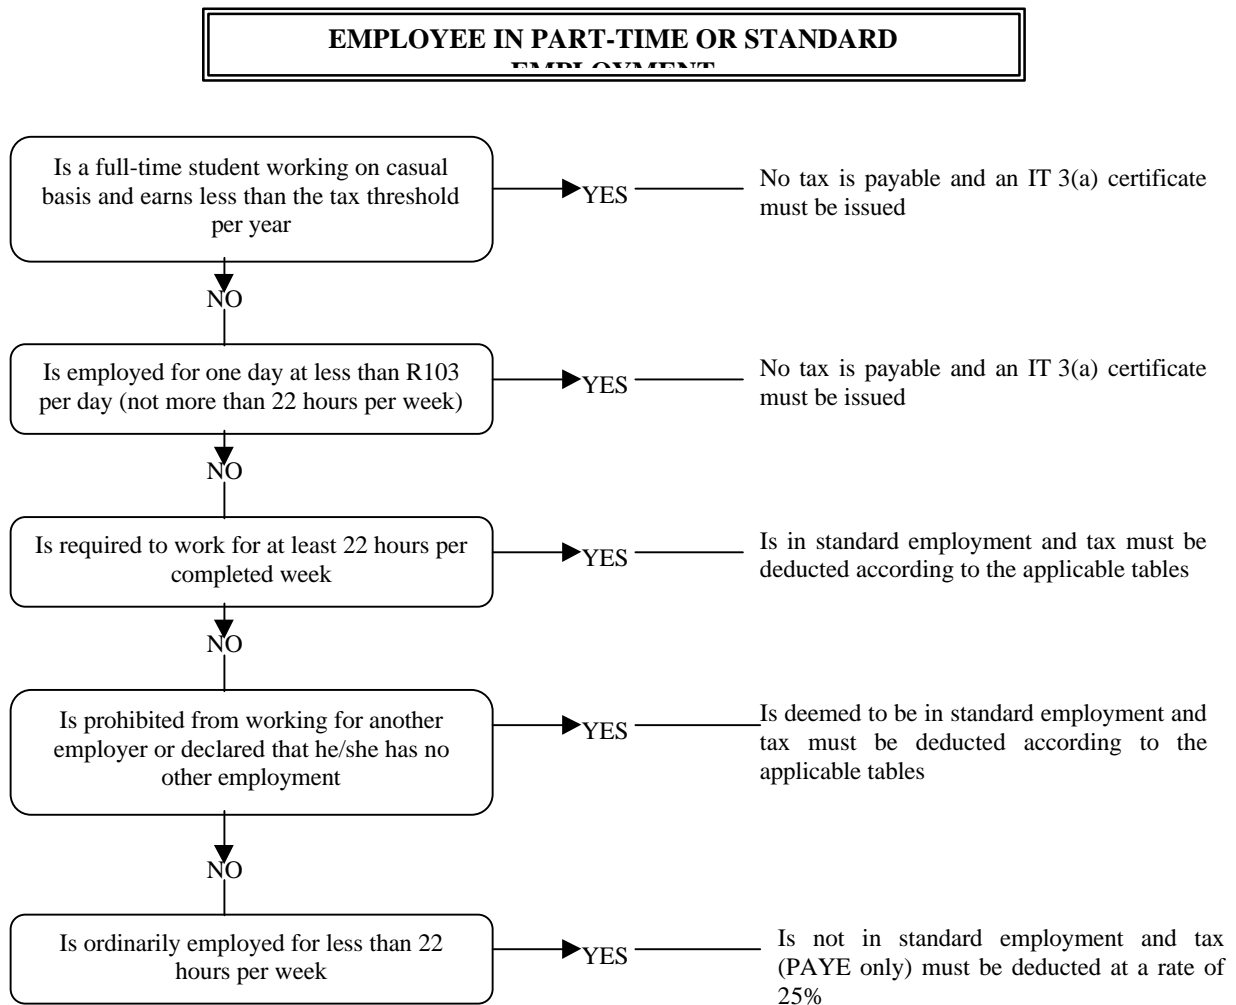 EMPLOYEE IN PART-TIME OR STANDARD
EMPLOYMENT
Is a full-time student working on casual
basis and earns less than the tax threshold
per year
YES
No tax is payable and an IT 3(a) certificate
must be issued
NO
Is employed for one day at less than R103
per day (not more than 22 hours per week)
YES
No tax is payable and an IT 3(a) certificate
must be issued
NO
Is required to work for at least 22 hours per
completed week
YES
Is in standard employment and tax must be
deducted according to the applicable tables
NO
Is prohibited from working for another
employer or declared that he/she has no
other employment
YES
Is deemed to be in standard employment and
tax must be deducted according to the
applicable tables
NO
Is ordinarily employed for less than 22
hours per week
YES
Is not in standard employment and tax
(PAYE only) must be deducted at a rate of
25%